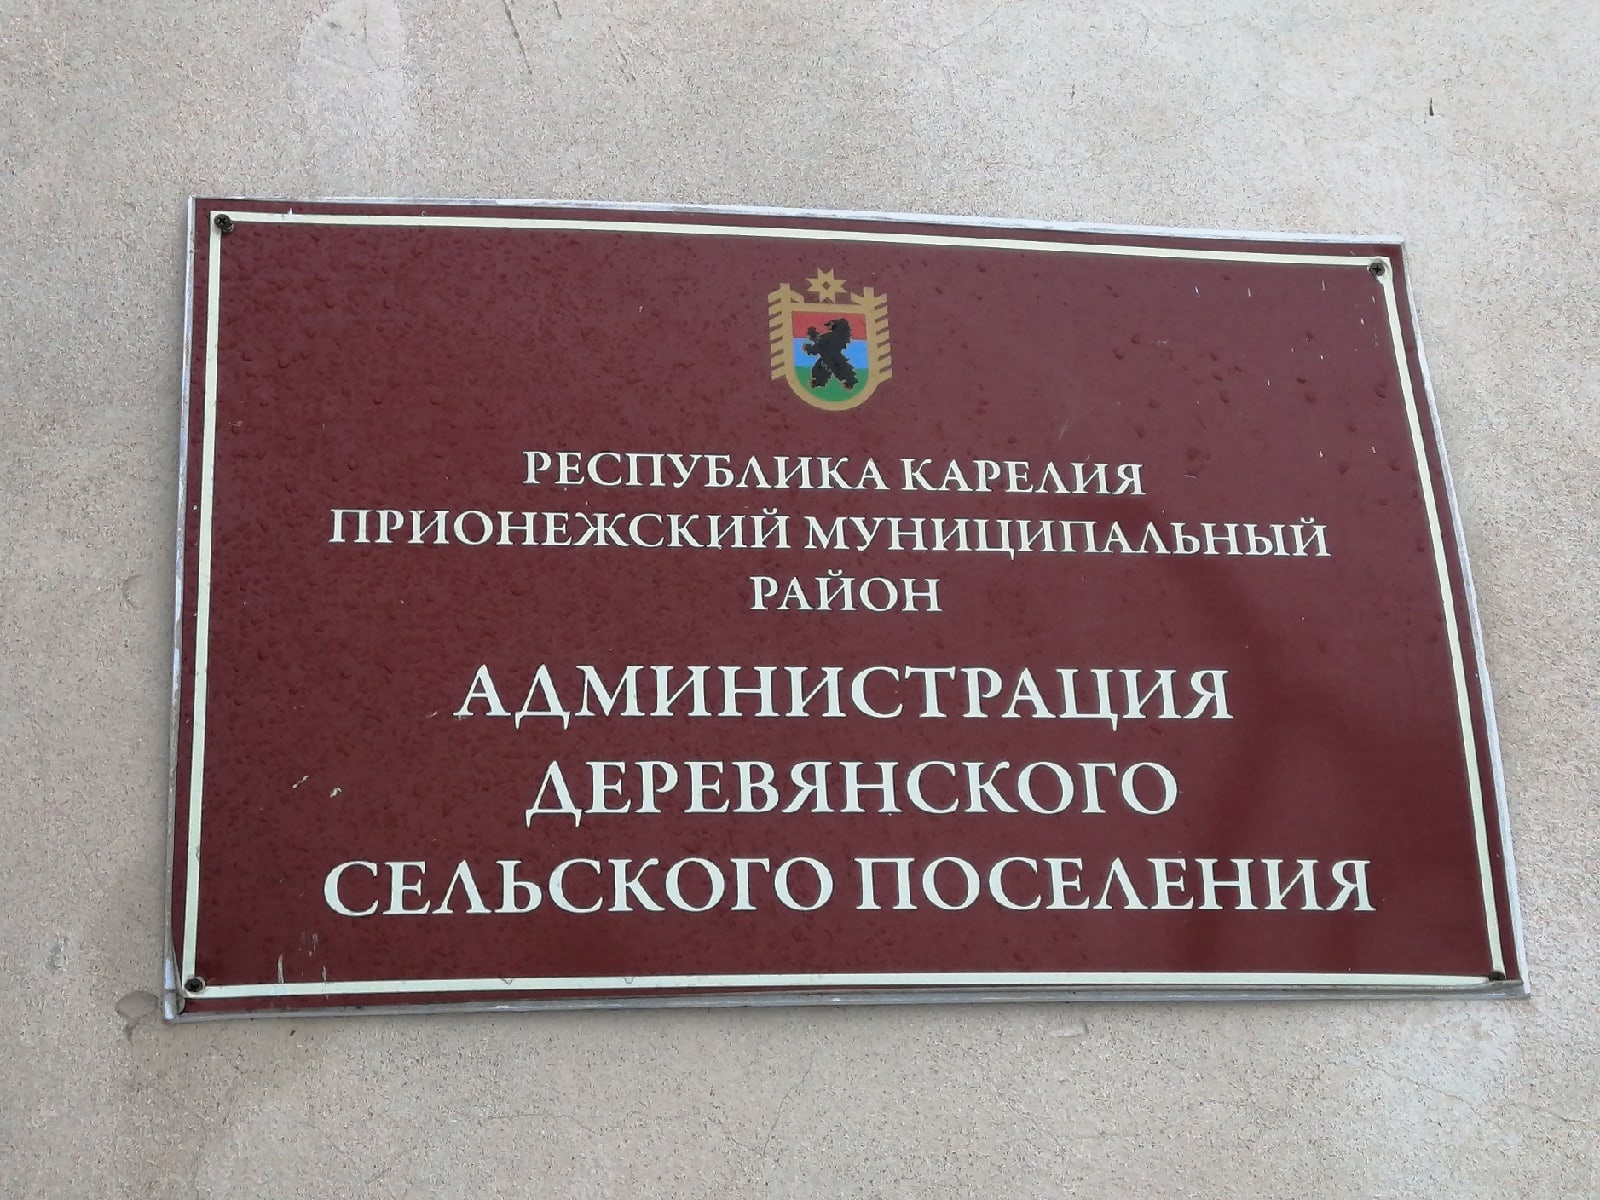 РЕСПУБЛИКА КАРЕЛИЯ
ПРИОНЕЖСКИЙ МУНИЦИПАЛЬНЫЙ
РАЙОН
АДМИНИСТРАЦИЯ
ДЕРЕВЯНСКОГО
СЕЛЬСКОГО ПОСЕЛЕНИЯ